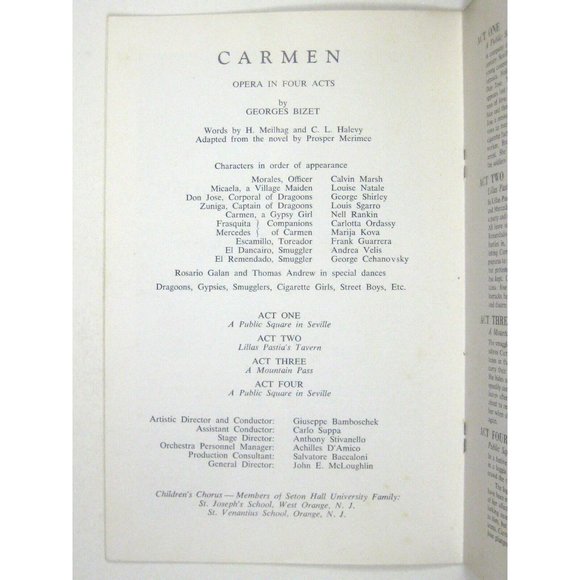 CARMEN
OPERA IN FOUR ACTS
by
GEORGES BIZET
Words by H. Meilhag and C. L. Halevy
Adapted from the novel by Prosper Merimee
Characters in order of appearance
Morales, Officer Calvin Marsh
Micaela, a Village Maiden Louise Natale
Don Jose, Corporal of Dragoons George Shirley
Zuniga, Captain of Dragoons Louis Sgarro
Carmen, a Gypsy Girl Nell Rankin
Frasquita } Companions Carlotta Ordassy
Mercedes } of Carmen Marija Kova
Escamillo, Toreador Frank Guarrera
El Dancairo, Smuggler Andrea Velis
El Remendado, Smuggler George Cehanovsky
Rosario Galan and Thomas Andrew in special dances
Dragoons, Gypsies, Smugglers, Cigarette Girls, Street Boys, Etc.
ACT ONE
A Public Square in Seville
ACT TWO
Lillas Pastia's Tavern
ACT THREE
A Mountain Pass
ACT FOUR
A Public Square in Seville
Artistic Director and Conductor: Giuseppe Bamboschek
Assistant Conductor: Carlo Suppa
Stage Director: Anthony Stivanello
Orchestra Personnel Manager: Achilles D'Amico
Production Consultant: Salvatore Baccaloni
General Director: John E. McLoughlin
Children's Chorus — Members of Seton Hall University Family:
St. Joseph's School, West Orange, N. J.
St. Venantius School, Orange, N. J.
ACT ONE
ACT TWO
Lillas Past
ACT THREE
A Mounta
ACT FOUR
Public Squ